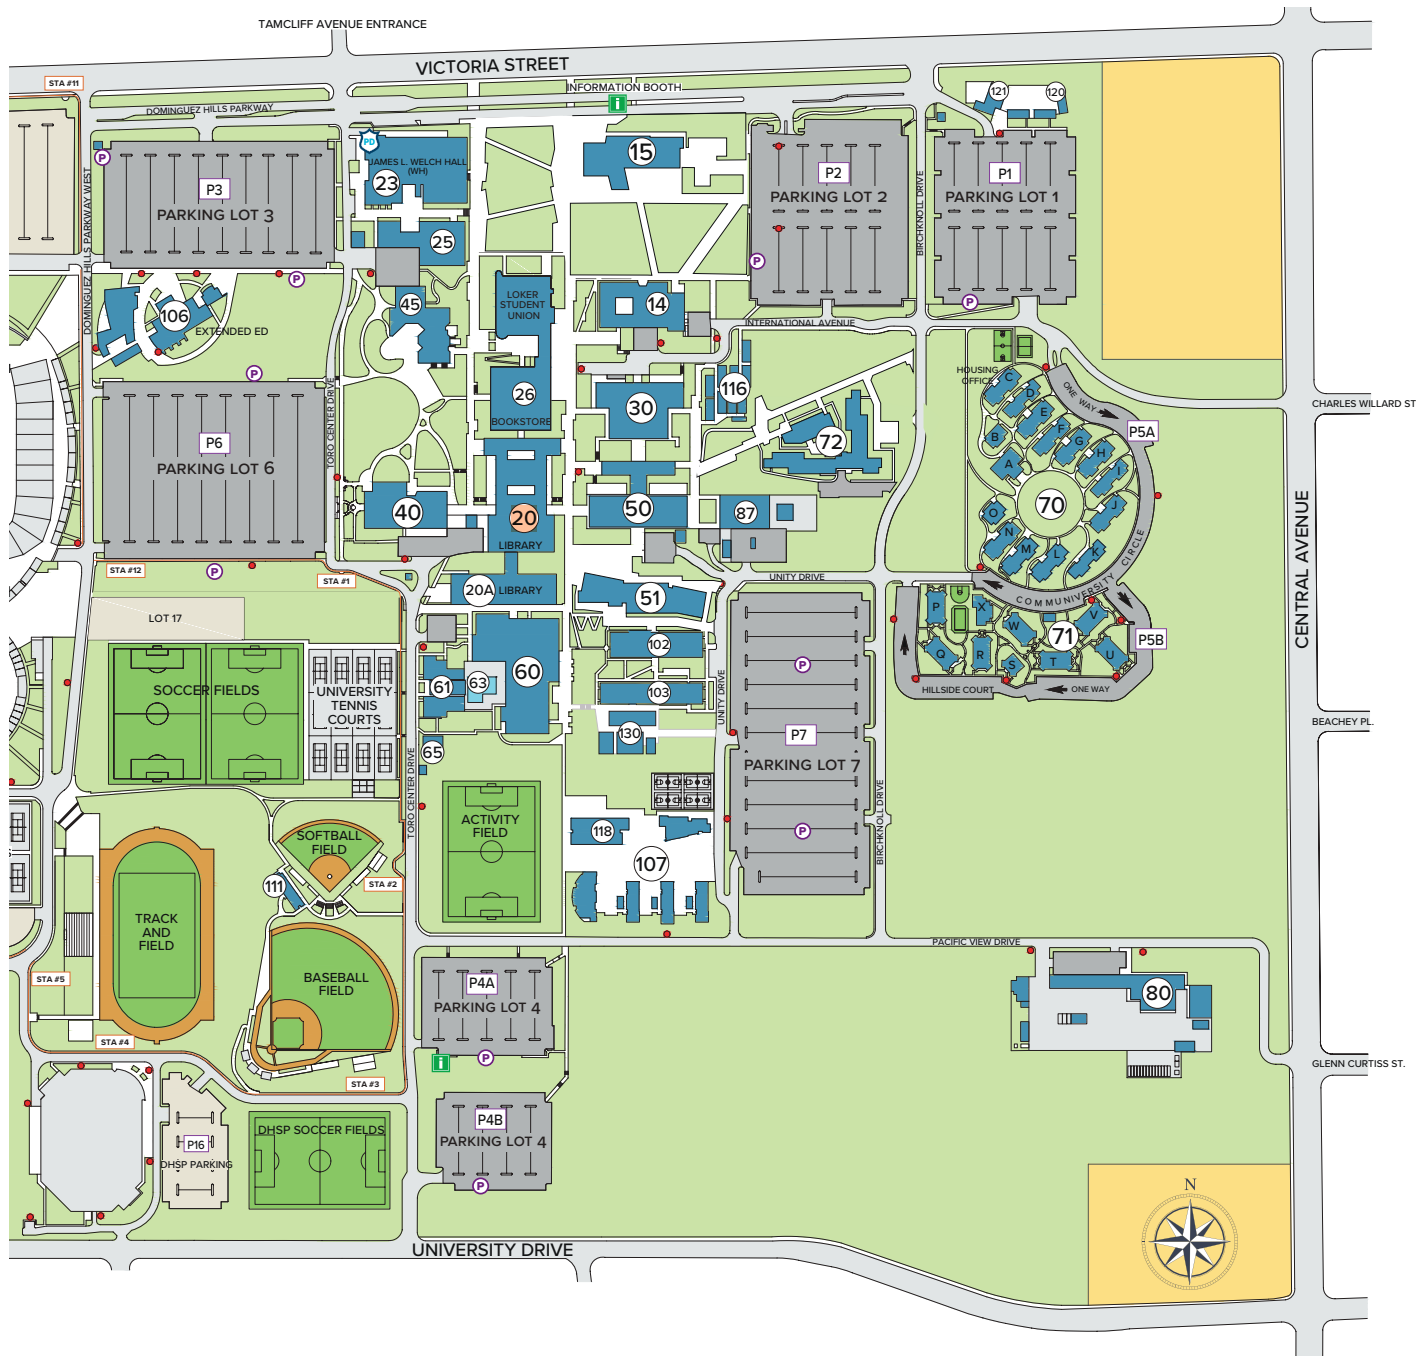 TAMCLIFF AVENUE ENTRANCE
VICTORIA STREET
STA #11
INFORMATION BOOTH
i
DOMINGUEZ HILLS PARKWAY
121
120
PD
JAMES L. WELCH HALL
(WH)
23
15
P2
PARKING LOT 2
P1
PARKING LOT 1
P
P3
PARKING LOT 3
DOMINGUEZ HILLS PARKWAY WEST
BIRCHKNOLL DRIVE
25
P
P
P
45
LOKER
STUDENT
UNION
14
106
EXTENDED ED
INTERNATIONAL AVENUE
P
TORO CENTER DRIVE
26
BOOKSTORE
30
116
72
HOUSING
OFFICE
ONE WAY
CHARLES WILLARD ST
P5A
C
D
E
F
G
H
I
J
K
L
M
N
O
A
B
70
P6
PARKING LOT 6
40
20
LIBRARY
50
87
CENTRAL AVENUE
COMMUNIVERSITY CIRCLE
STA #12
P
STA #1
20A
LIBRARY
51
UNITY DRIVE
LOT 17
102
P
X
W
V
71
P5B
Q
R
S
T
U
HILLSIDE COURT
ONE WAY
SOCCER FIELDS
UNIVERSITY
TENNIS
COURTS
61
63
60
103
UNITY DRIVE
P
130
P7
PARKING LOT 7
BEACHEY PL.
65
TORO CENTER DRIVE
ACTIVITY
FIELD
118
107
P
BIRCHKNOLL DRIVE
SOFTBALL
FIELD
111
STA #2
TRACK
AND
FIELD
BASEBALL
FIELD
PACIFIC VIEW DRIVE
STA #5
P4A
PARKING LOT 4
80
STA #4
i
P
GLENN CURTISS ST.
STA #3
P4B
PARKING LOT 4
P
P16
DHSP PARKING
DHSP SOCCER FIELDS
N
UNIVERSITY DRIVE